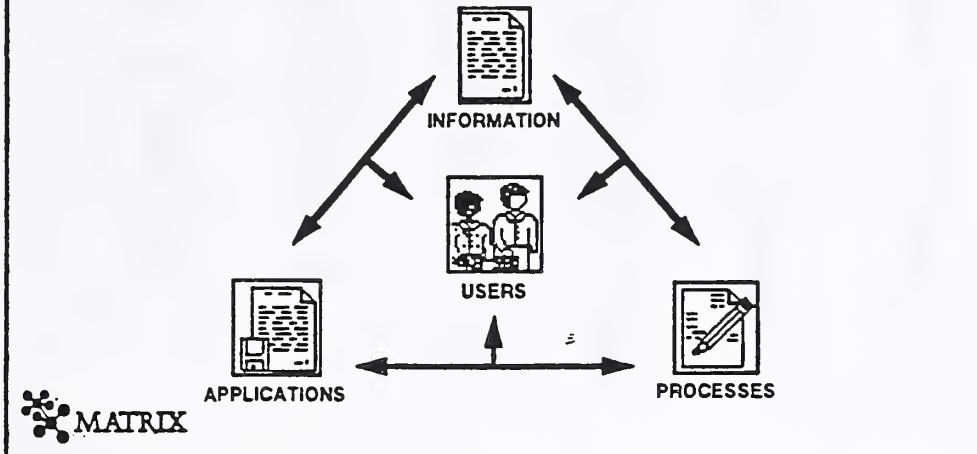 INFORMATION
USERS
APPLICATIONS
PROCESSES
MATRIX